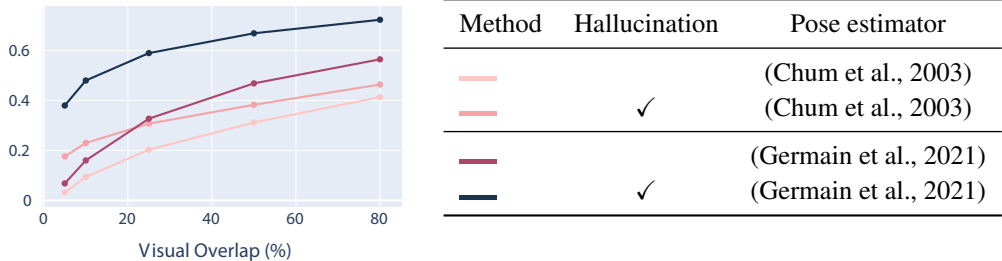 0.6
0.4
0.2
0
0 20 40 60 80
Visual Overlap (%)
Method Hallucination Pose estimator
(Chum et al., 2003)
✓ (Chum et al., 2003)
(Germain et al., 2021)
✓ (Germain et al., 2021)